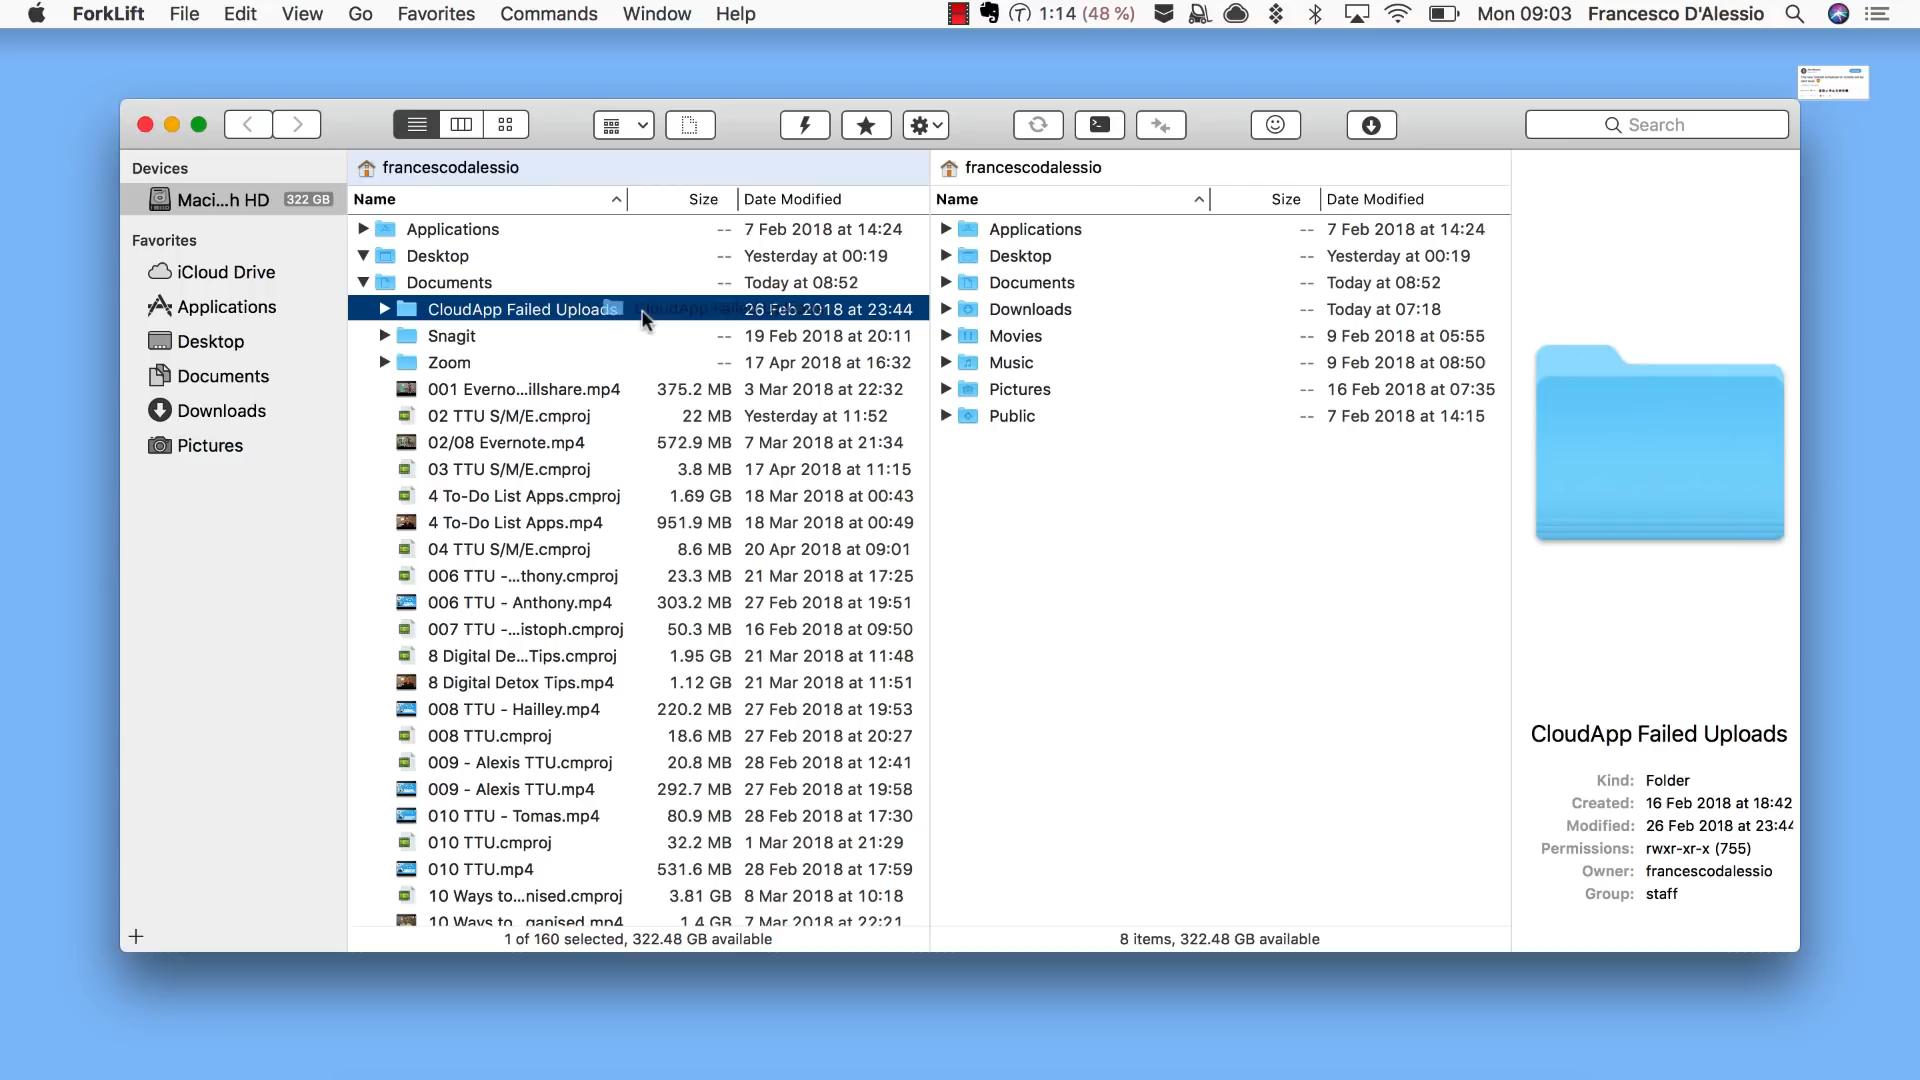 ForkLift File Edit View Go Favorites Commands Window Help 1:14 (48 %) Mon 09:03 Francesco D'Alessio
Search
Devices
Maci...h HD 322 GB
Favorites
iCloud Drive
Applications
Desktop
Documents
Downloads
Pictures
francescodalessio
Name Size Date Modified
Applications -- 7 Feb 2018 at 14:24
Desktop -- Yesterday at 00:19
Documents -- Today at 08:52
CloudApp Failed Uploads 26 Feb 2018 at 23:44
Snagit -- 19 Feb 2018 at 20:11
Zoom -- 17 Apr 2018 at 16:32
001 Everno...illshare.mp4 375.2 MB 3 Mar 2018 at 22:32
02 TTU S/M/E.cmproj 22 MB Yesterday at 11:52
02/08 Evernote.mp4 572.9 MB 7 Mar 2018 at 21:34
03 TTU S/M/E.cmproj 3.8 MB 17 Apr 2018 at 11:15
4 To-Do List Apps.cmproj 1.69 GB 18 Mar 2018 at 00:43
4 To-Do List Apps.mp4 951.9 MB 18 Mar 2018 at 00:49
04 TTU S/M/E.cmproj 8.6 MB 20 Apr 2018 at 09:01
006 TTU -...thony.cmproj 23.3 MB 21 Mar 2018 at 17:25
006 TTU - Anthony.mp4 303.2 MB 27 Feb 2018 at 19:51
007 TTU -...istoph.cmproj 50.3 MB 16 Feb 2018 at 09:50
8 Digital De...Tips.cmproj 1.95 GB 21 Mar 2018 at 11:48
8 Digital Detox Tips.mp4 1.12 GB 21 Mar 2018 at 11:51
008 TTU - Hailley.mp4 220.2 MB 27 Feb 2018 at 19:53
008 TTU.cmproj 18.6 MB 27 Feb 2018 at 20:27
009 - Alexis TTU.cmproj 20.8 MB 28 Feb 2018 at 12:41
009 - Alexis TTU.mp4 292.7 MB 27 Feb 2018 at 19:58
010 TTU - Tomas.mp4 80.9 MB 28 Feb 2018 at 17:30
010 TTU.cmproj 32.2 MB 1 Mar 2018 at 21:29
010 TTU.mp4 531.6 MB 28 Feb 2018 at 17:59
10 Ways to...nised.cmproj 3.81 GB 8 Mar 2018 at 10:18
10 Ways to...ganised.mp4 1.4 GB 7 Mar 2018 at 22:21
1 of 160 selected, 322.48 GB available
francescodalessio
Name Size Date Modified
Applications -- 7 Feb 2018 at 14:24
Desktop -- Yesterday at 00:19
Documents -- Today at 08:52
Downloads -- Today at 07:18
Movies -- 9 Feb 2018 at 05:55
Music -- 9 Feb 2018 at 08:50
Pictures -- 16 Feb 2018 at 07:35
Public -- 7 Feb 2018 at 14:15
8 items, 322.48 GB available
CloudApp Failed Uploads
Kind: Folder
Created: 16 Feb 2018 at 18:42
Modified: 26 Feb 2018 at 23:44
Permissions: rwxr-xr-x (755)
Owner: francescodalessio
Group: staff